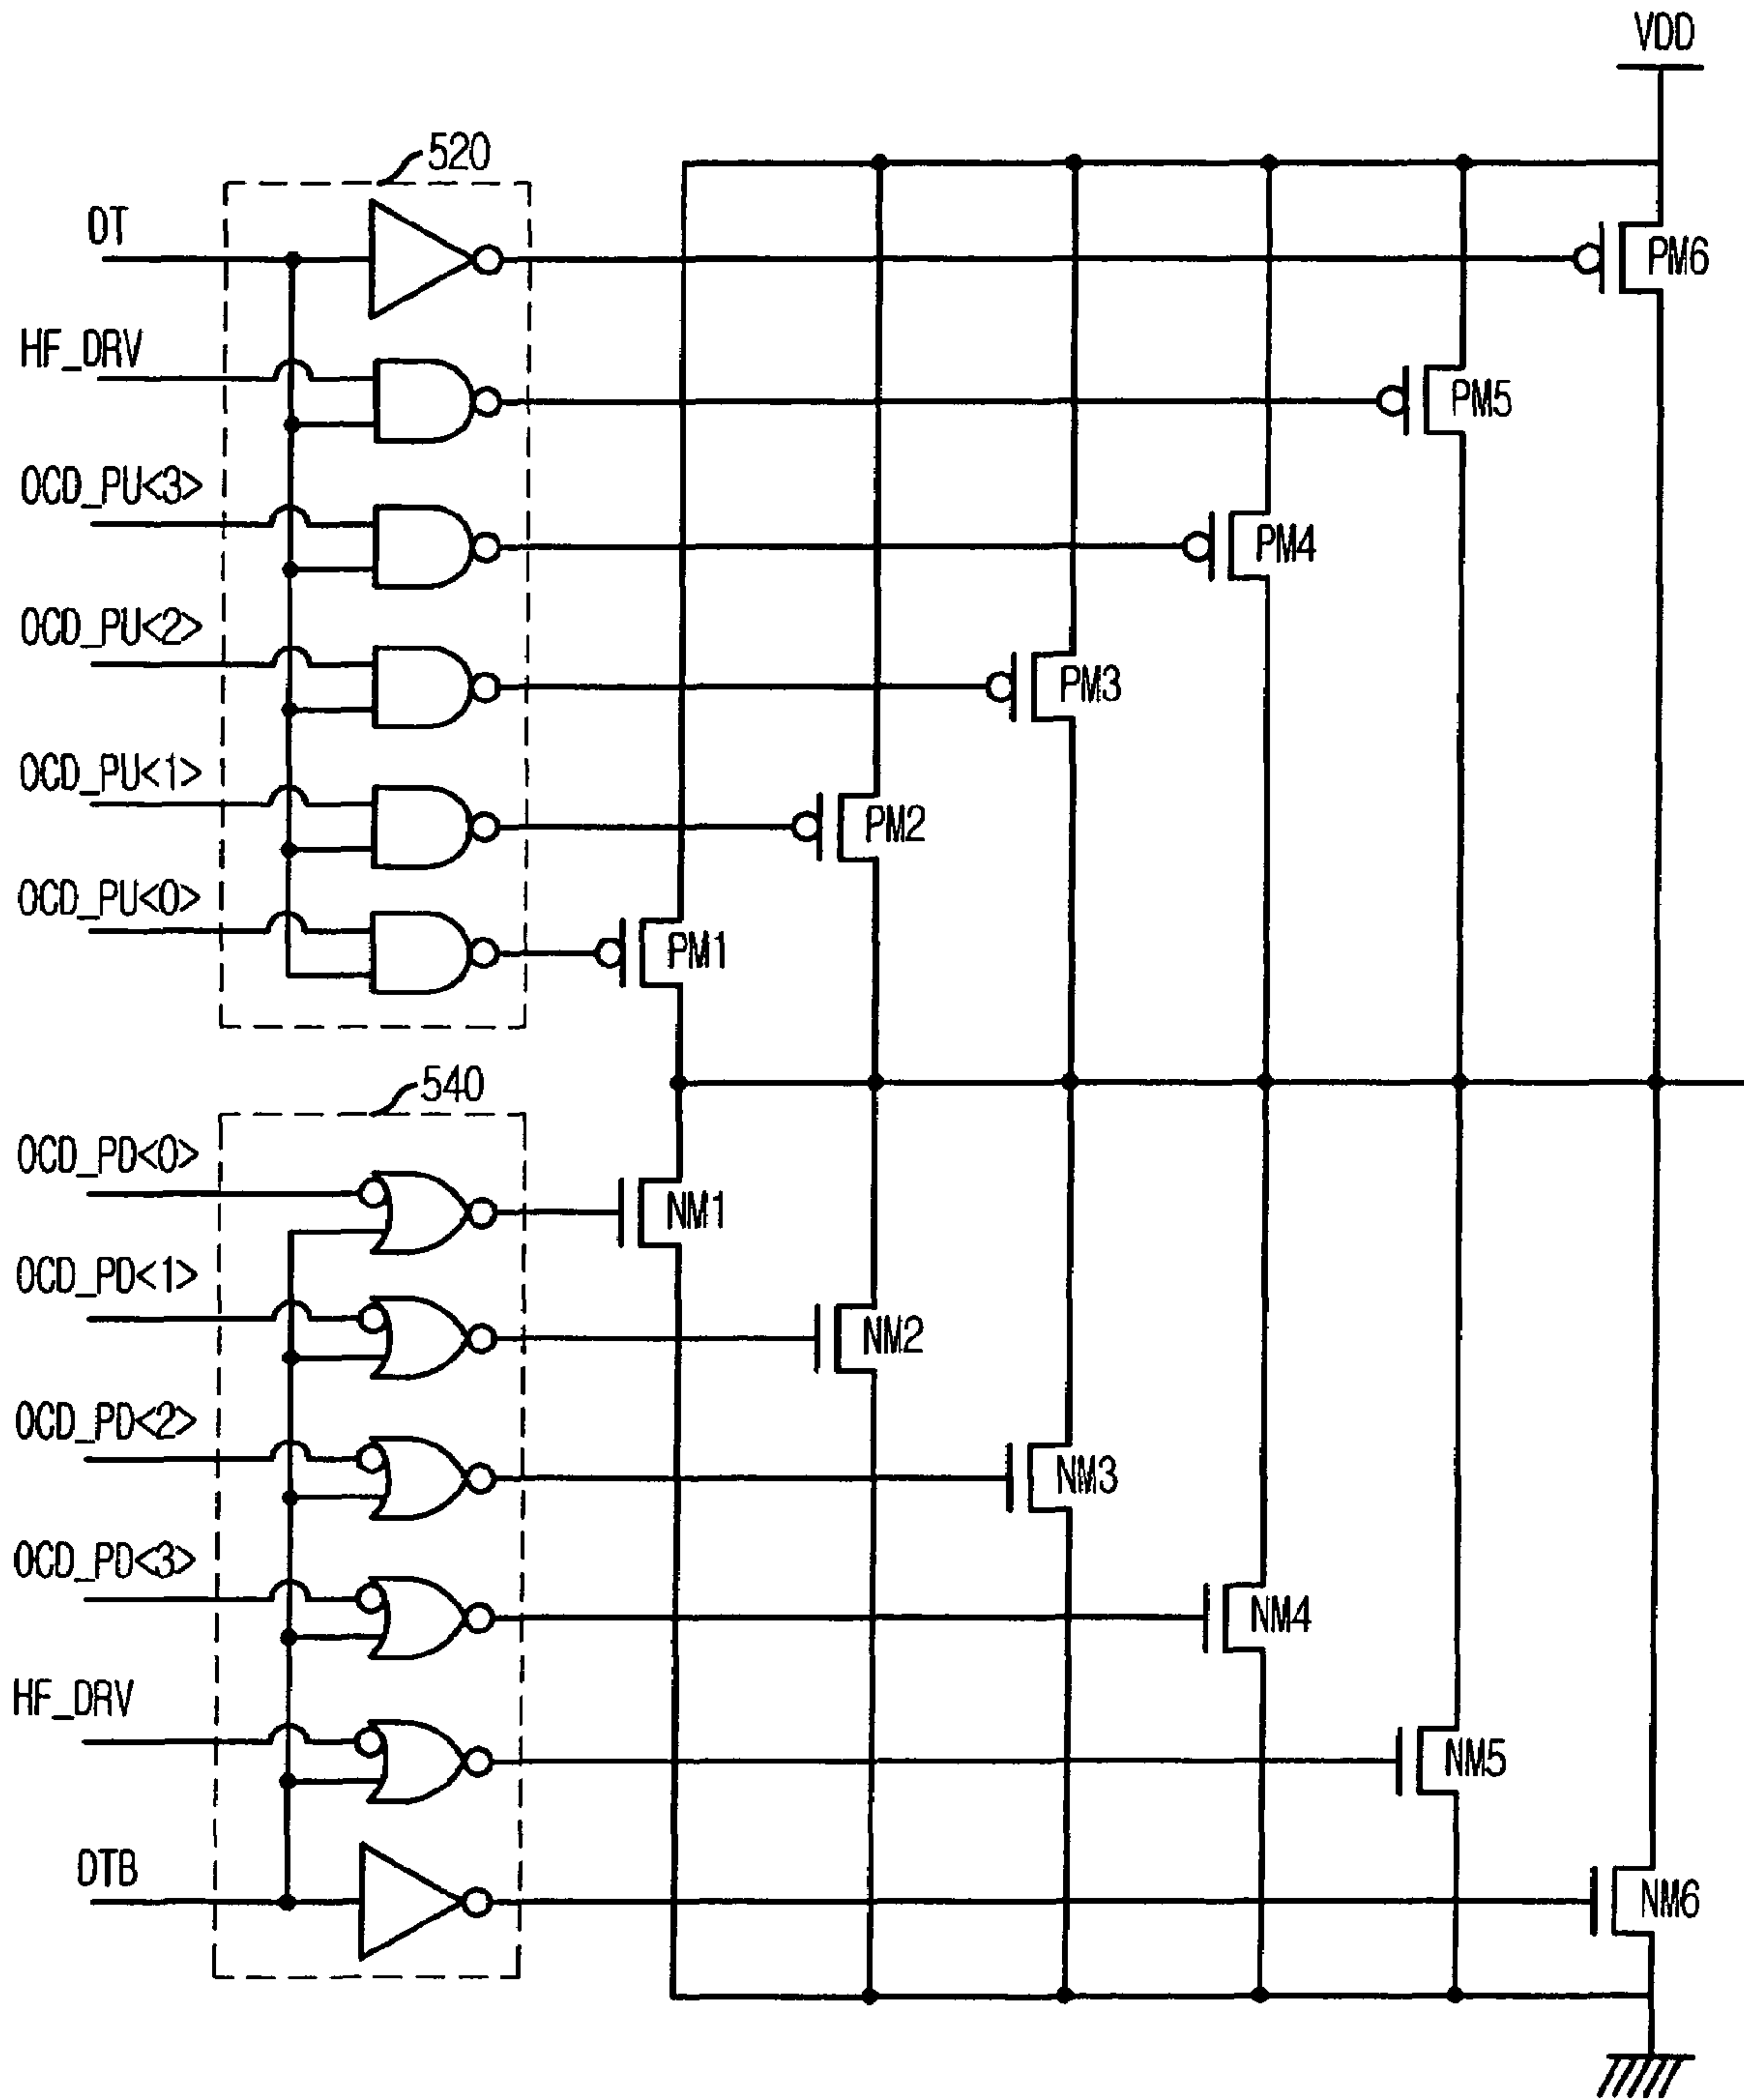 VDD
520
OT
PM6
HF_DRV
PM5
OCD_PU<3>
PM4
OCD_PU<2>
PM3
OCD_PU<1>
PM2
OCD_PU<0>
PM1
540
OCD_PD<0>
NM1
OCD_PD<1>
NM2
OCD_PD<2>
NM3
OCD_PD<3>
NM4
HF_DRV
NM5
OTB
NM6